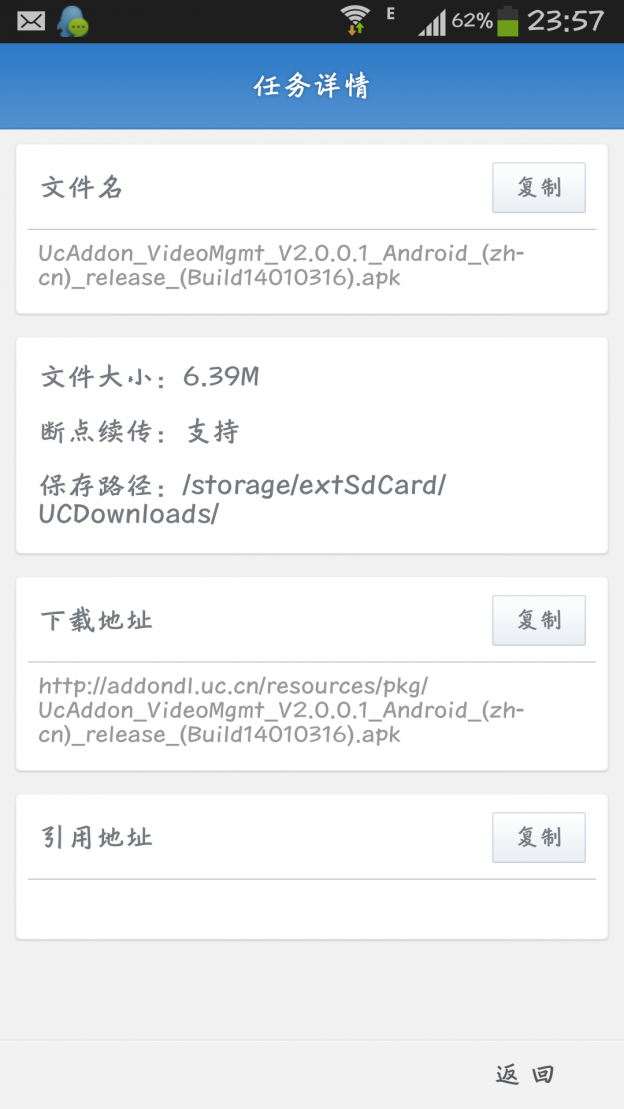 E 62% 23:57
任务详情
文件名 复制
UcAddon_VideoMgmt_V2.0.0.1_Android_(zh-
cn)_release_(Build14010316).apk
文件大小：6.39M
断点续传：支持
保存路径：/storage/extSdCard/
UCDownloads/
下载地址 复制
http://addondl.uc.cn/resources/pkg/
UcAddon_VideoMgmt_V2.0.0.1_Android_(zh-
cn)_release_(Build14010316).apk
引用地址 复制
返回